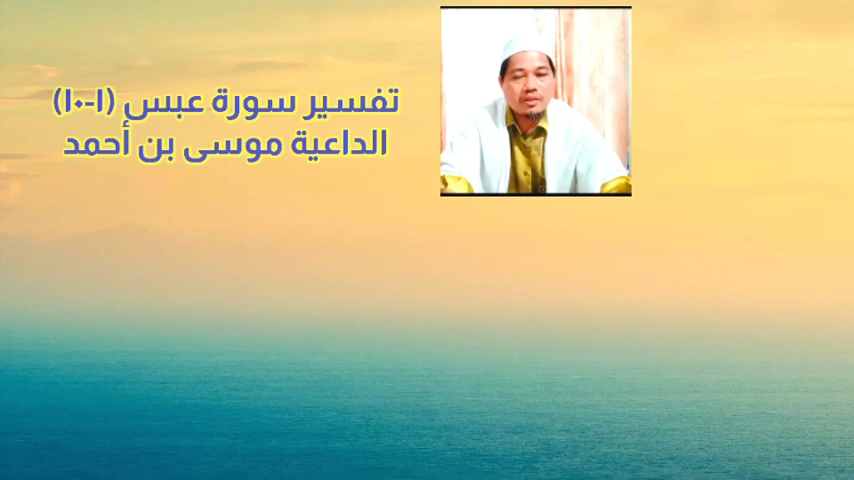 تفسير سورة عبس (١-١٠)
الداعية موسى بن أحمد